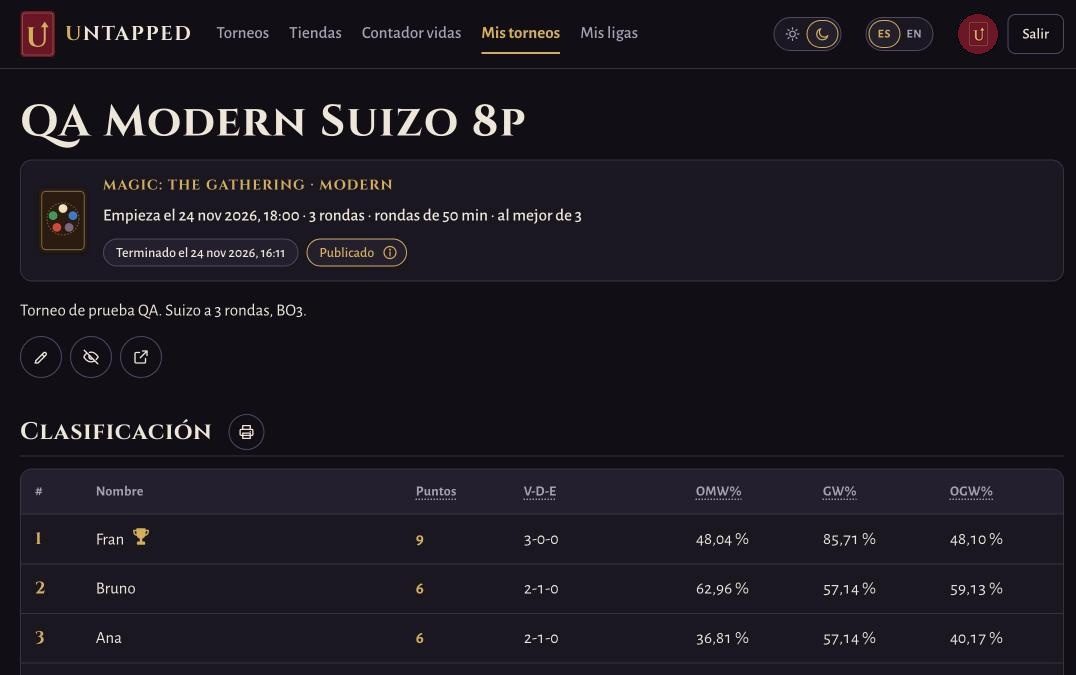 U UNTAPPED Torneos Tiendas Contador vidas Mis torneos Mis ligas ES EN U Salir
QA Modern Suizo 8p
MAGIC: THE GATHERING · MODERN
Empieza el 24 nov 2026, 18:00 · 3 rondas · rondas de 50 min · al mejor de 3
Terminado el 24 nov 2026, 16:11 Publicado
Torneo de prueba QA. Suizo a 3 rondas, BO3.
Clasificación
# Nombre Puntos V-D-E OMW% GW% OGW%
1 Fran 9 3-0-0 48,04 % 85,71 % 48,10 %
2 Bruno 6 2-1-0 62,96 % 57,14 % 59,13 %
3 Ana 6 2-1-0 36,81 % 57,14 % 40,17 %